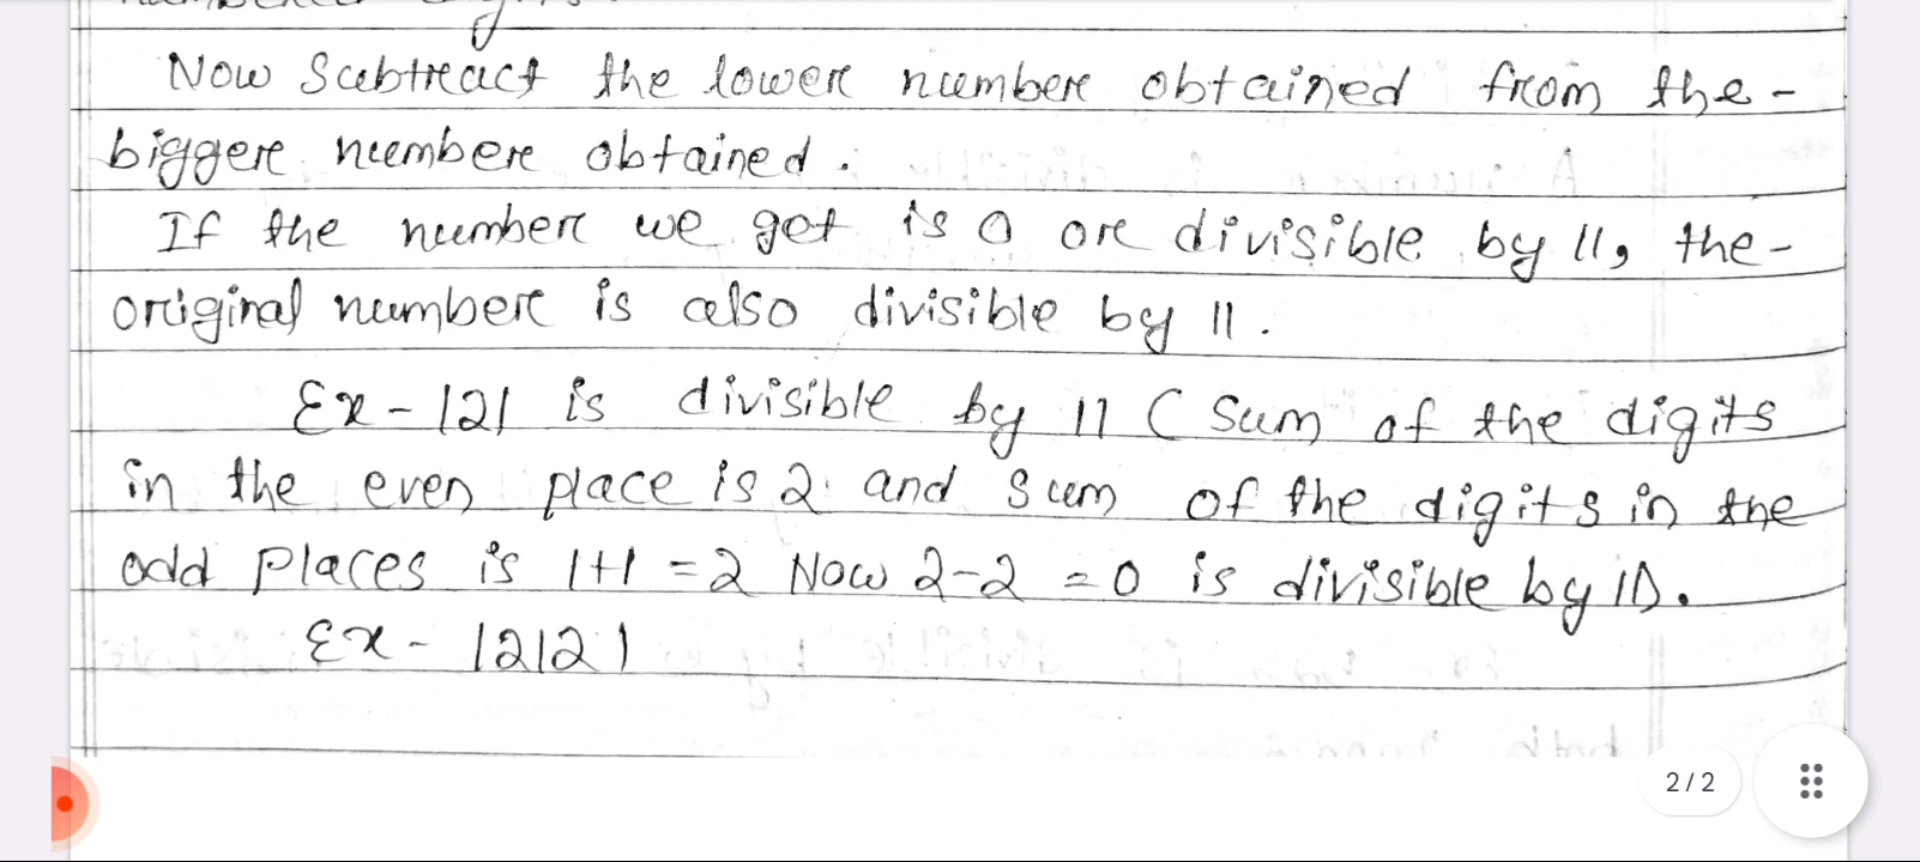 Now Subtract the lower number obtained from the -
bigger number obtained.
If the number we get is 0 or divisible by 11, the -
original number is also divisible by 11.
Ex - 121 is divisible by 11 ( Sum of the digits
in the even place is 2 and sum of the digits in the
odd places is 1+1 = 2 Now 2-2 = 0 is divisible by 11).
Ex - 12121
2 / 2